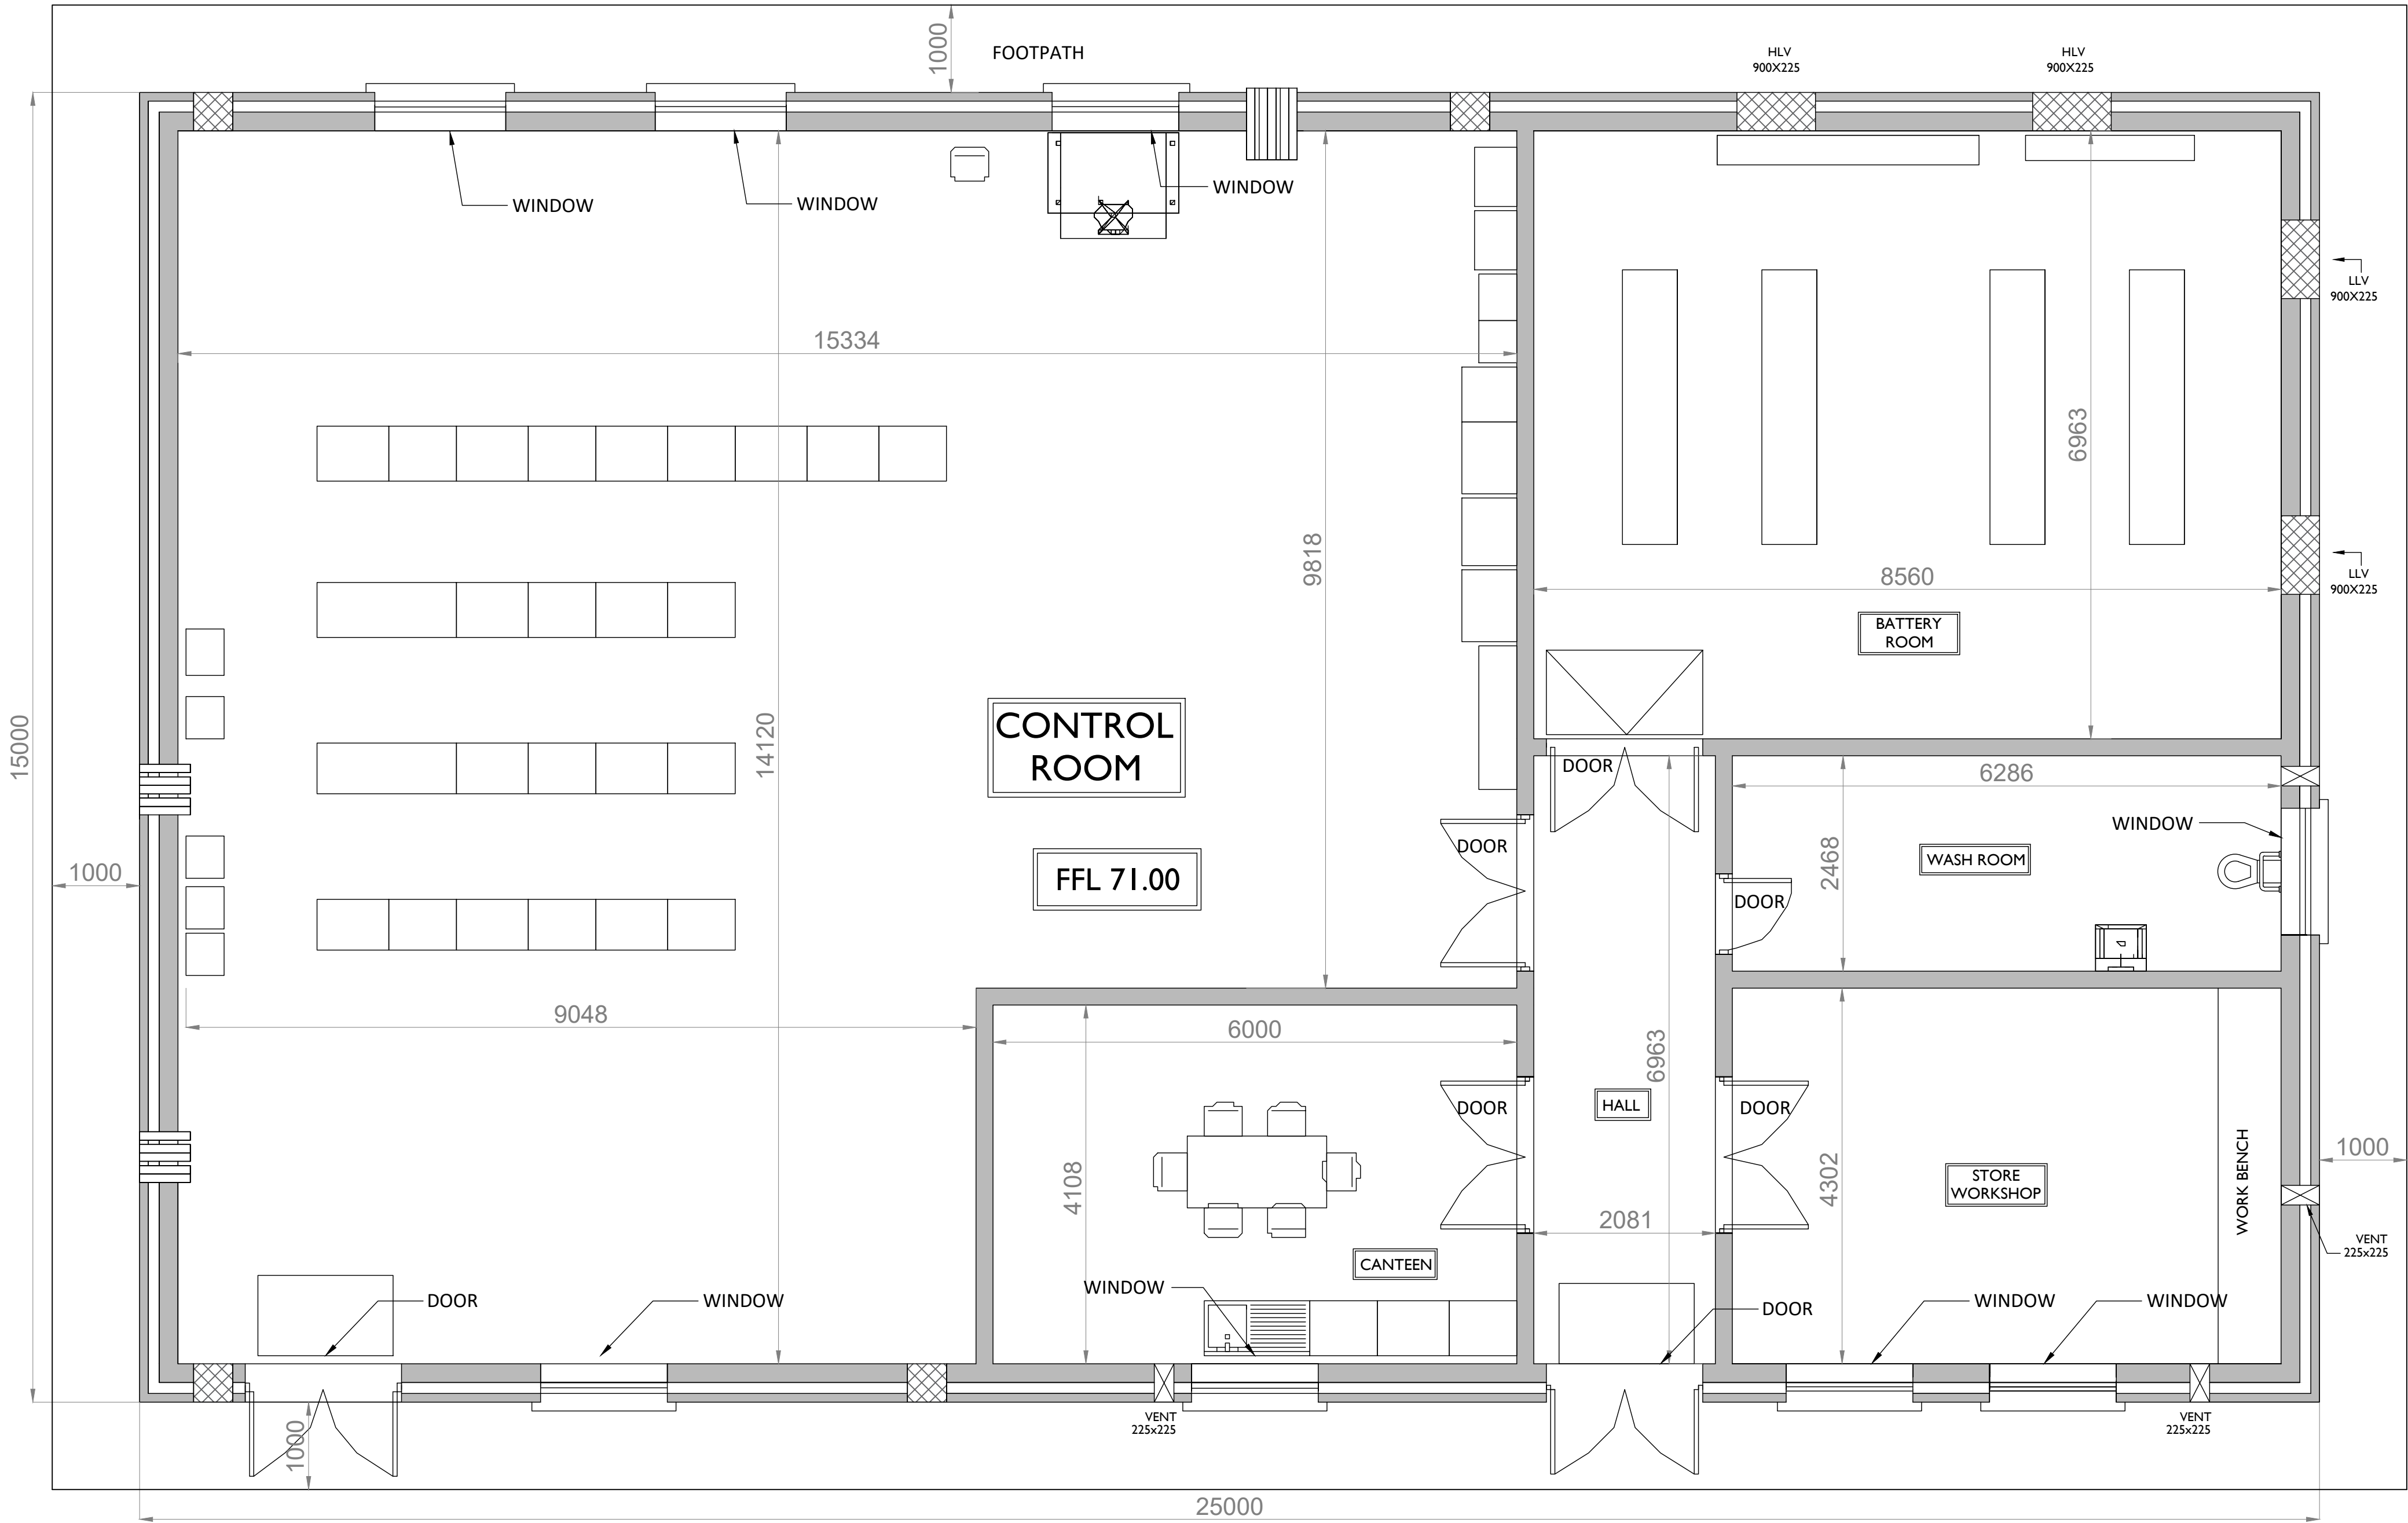 1000
FOOTPATH
HLV
900X225
HLV
900X225
WINDOW
WINDOW
WINDOW
LLV
900X225
15334
6963
9818
8560
LLV
900X225
BATTERY
ROOM
CONTROL
ROOM
14120
15000
DOOR
6286
WINDOW
DOOR
2468
WASH ROOM
1000
FFL 71.00
DOOR
9048
6000
6963
DOOR
HALL
DOOR
4108
4302
STORE
WORKSHOP
WORK BENCH
1000
2081
VENT
225x225
CANTEEN
WINDOW
DOOR
WINDOW
DOOR
WINDOW
WINDOW
VENT
225x225
VENT
225x225
1000
25000